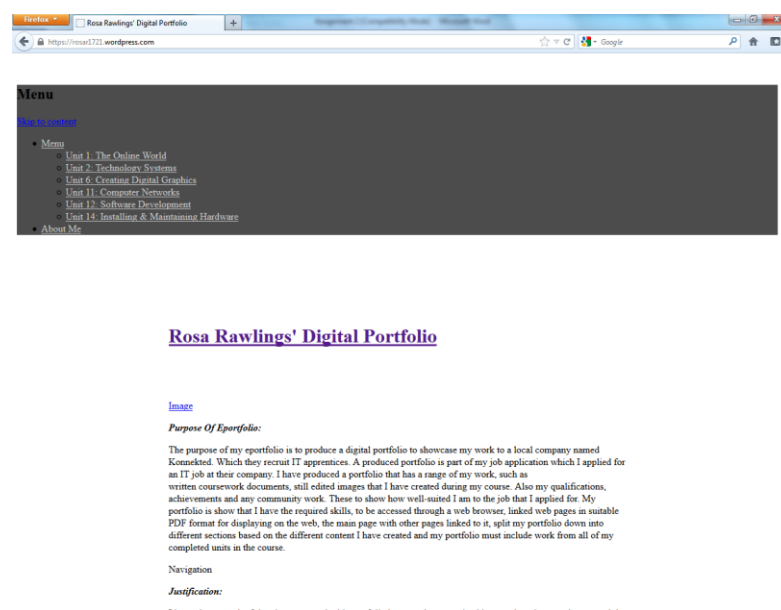 Firefox
Rosa Rawlings' Digital Portfolio
+
https://rosar1721.wordpress.com
Google
Menu
Skip to content
Menu
Unit 1: The Online World
Unit 2: Technology Systems
Unit 6: Creating Digital Graphics
Unit 11: Computer Networks
Unit 12: Software Development
Unit 14: Installing & Maintaining Hardware
About Me
Rosa Rawlings' Digital Portfolio
Image
Purpose Of Eportfolio:
The purpose of my eportfolio is to produce a digital portfolio to showcase my work to a local company named
Konnekted. Which they recruit IT apprentices. A produced portfolio is part of my job application which I applied for
an IT job at their company. I have produced a portfolio that has a range of my work, such as
written coursework documents, still edited images that I have created during my course. Also my qualifications,
achievements and any community work. These to show how well-suited I am to the job that I applied for. My
portfolio is show that I have the required skills, to be accessed through a web browser, linked web pages in suitable
PDF format for displaying on the web, the main page with other pages linked to it, split my portfolio down into
different sections based on the different content I have created and my portfolio must include work from all of my
completed units in the course.
Navigation
Justification: